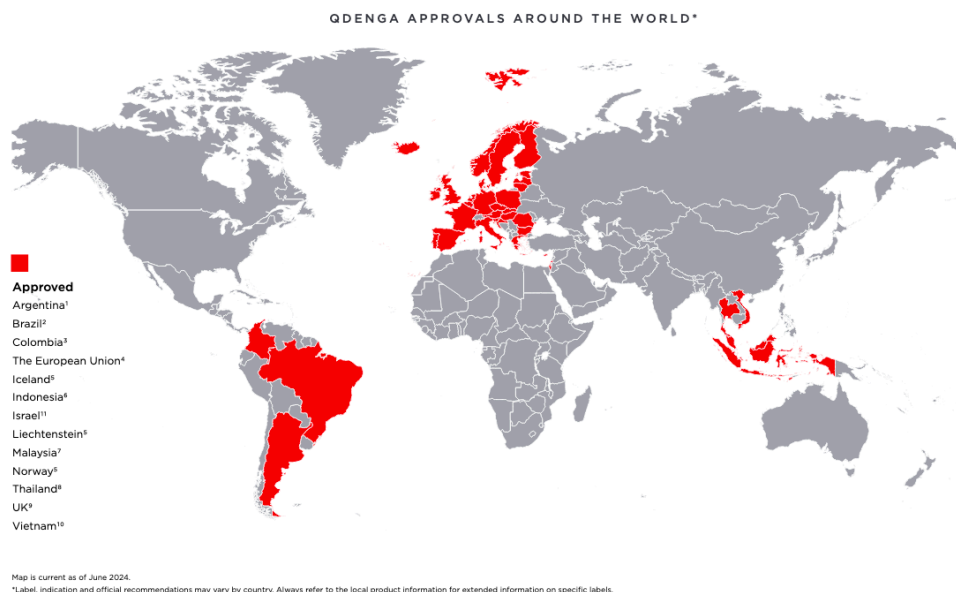 QDENGA APPROVALS AROUND THE WORLD*
Approved
Argentina¹
Brazil²
Colombia³
The European Union⁴
Iceland⁵
Indonesia⁶
Israel¹¹
Liechtenstein⁵
Malaysia⁷
Norway⁵
Thailand⁸
UK⁹
Vietnam¹⁰
Map is current as of June 2024.
*Label, indication and official recommendations may vary by country. Always refer to the local product information for extended information on specific labels.